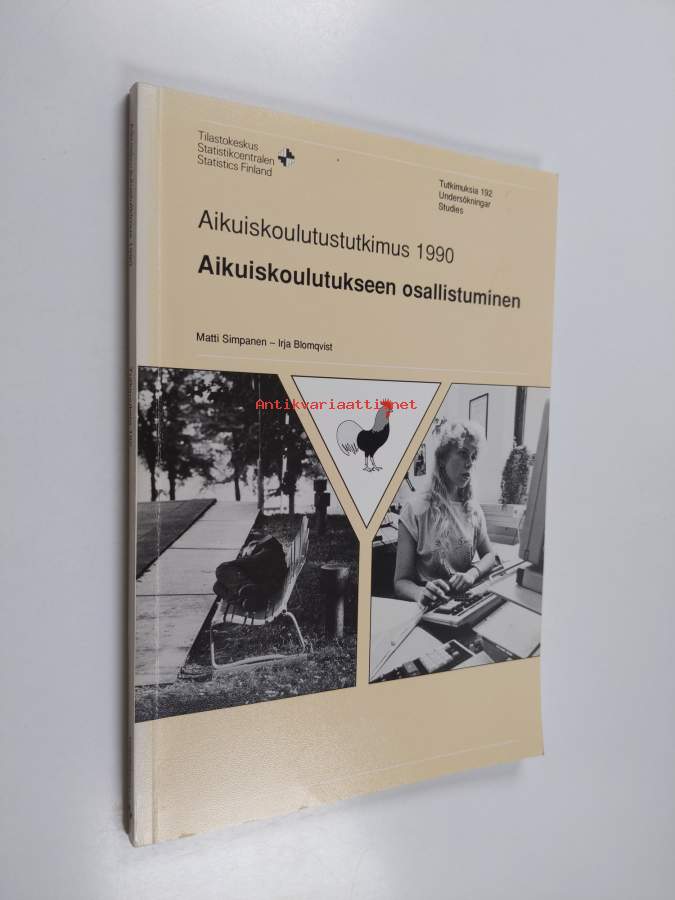 Tilastokeskus
Statistikcentralen
Statistics Finland
Tutkimuksia 192
Undersökningar
Studies
Aikuiskoulutustutkimus 1990
Aikuiskoulutukseen osallistuminen
Matti Simpanen – Irja Blomqvist
Antikvariaatti.net